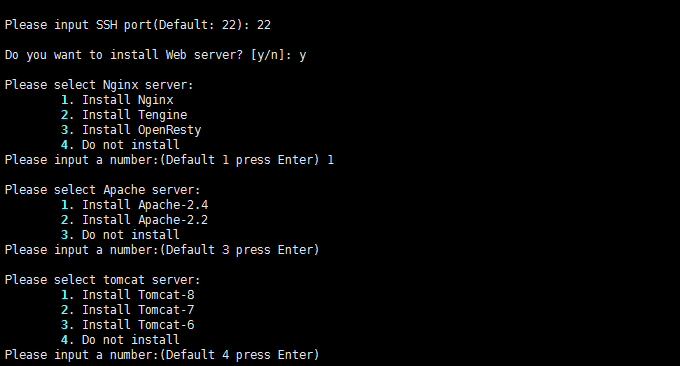 Please input SSH port(Default: 22): 22
Do you want to install Web server? [y/n]: y
Please select Nginx server:
1. Install Nginx
2. Install Tengine
3. Install OpenResty
4. Do not install
Please input a number:(Default 1 press Enter) 1
Please select Apache server:
1. Install Apache-2.4
2. Install Apache-2.2
3. Do not install
Please input a number:(Default 3 press Enter)
Please select tomcat server:
1. Install Tomcat-8
2. Install Tomcat-7
3. Install Tomcat-6
4. Do not install
Please input a number:(Default 4 press Enter)